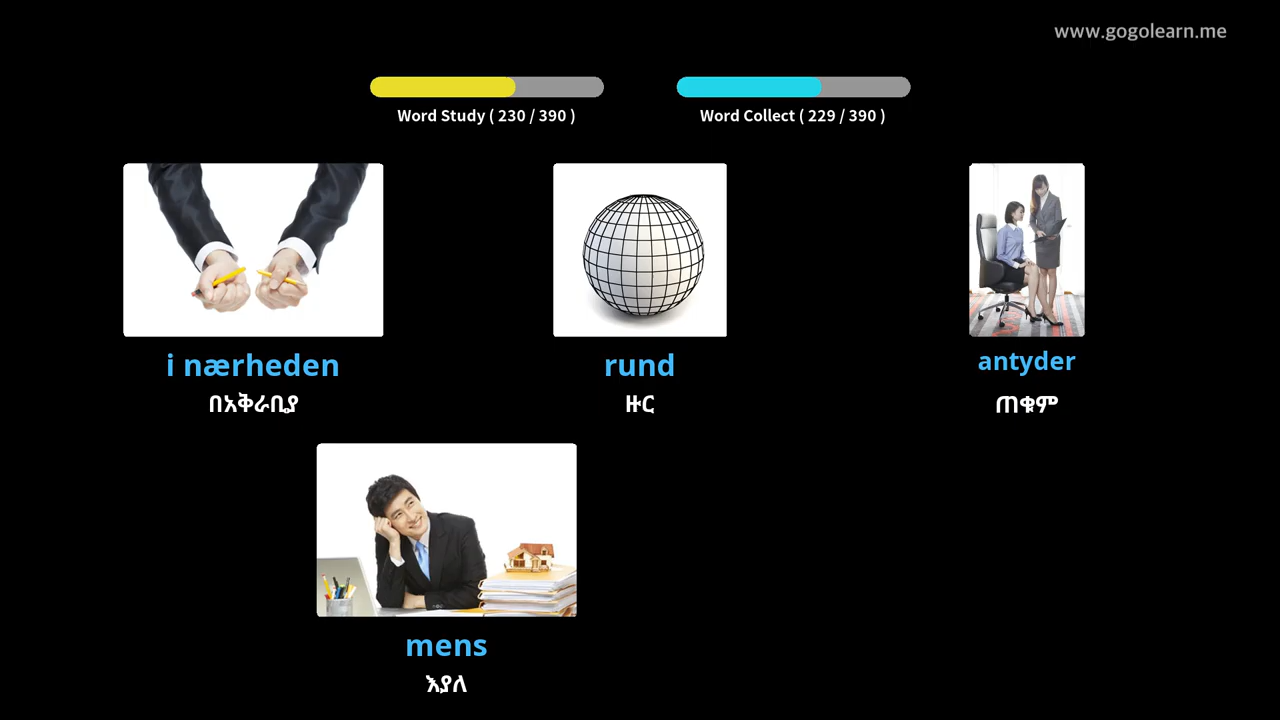 www.gogolearn.me
Word Study ( 230 / 390 )
Word Collect ( 229 / 390 )
i nærheden
rund
antyder
በአቅራቢያ
ዙር
ጠቁም
mens
እያለ